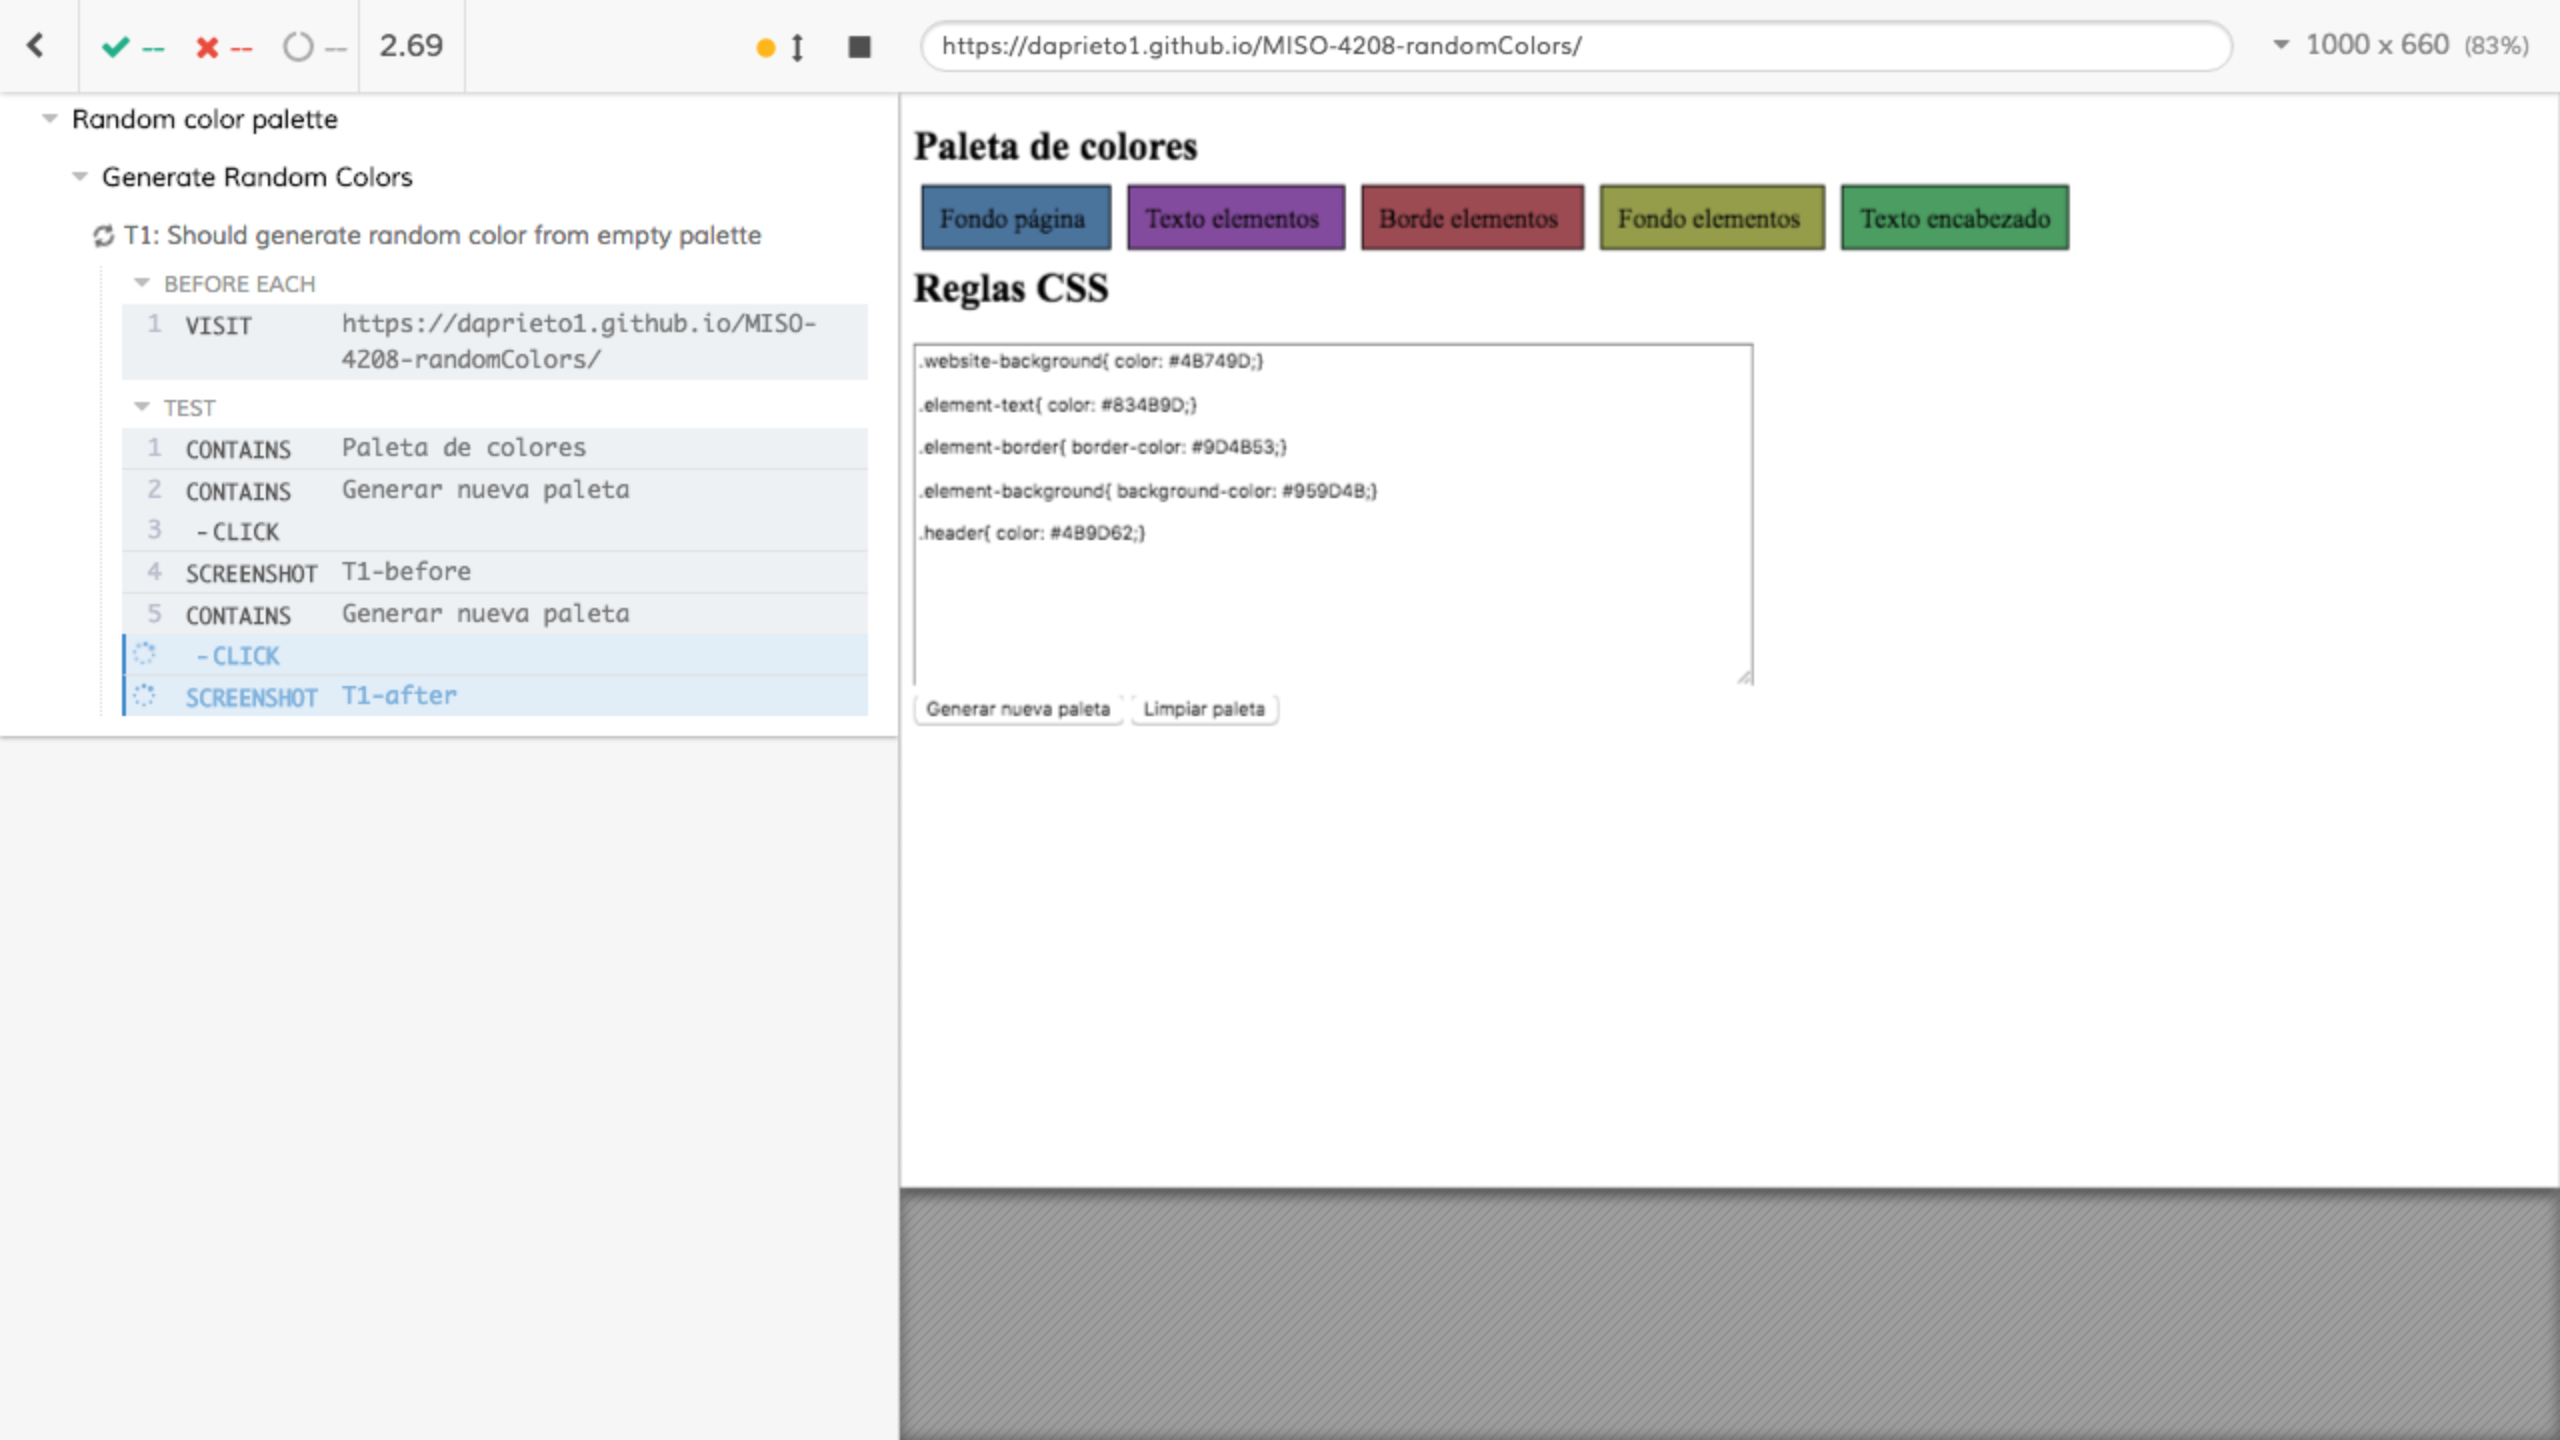 -- -- -- 2.69
https://daprieto1.github.io/MISO-4208-randomColors/
1000 x 660 (83%)
Random color palette
Generate Random Colors
T1: Should generate random color from empty palette
BEFORE EACH
1 VISIT https://daprieto1.github.io/MISO-
4208-randomColors/
TEST
1 CONTAINS Paleta de colores
2 CONTAINS Generar nueva paleta
3 -CLICK
4 SCREENSHOT T1-before
5 CONTAINS Generar nueva paleta
-CLICK
SCREENSHOT T1-after
Paleta de colores
Fondo página Texto elementos Borde elementos Fondo elementos Texto encabezado
Reglas CSS
.website-background{ color: #4B749D;}
.element-text{ color: #834B9D;}
.element-border{ border-color: #9D4B53;}
.element-background{ background-color: #959D4B;}
.header{ color: #4B9D62;}
Generar nueva paleta Limpiar paleta